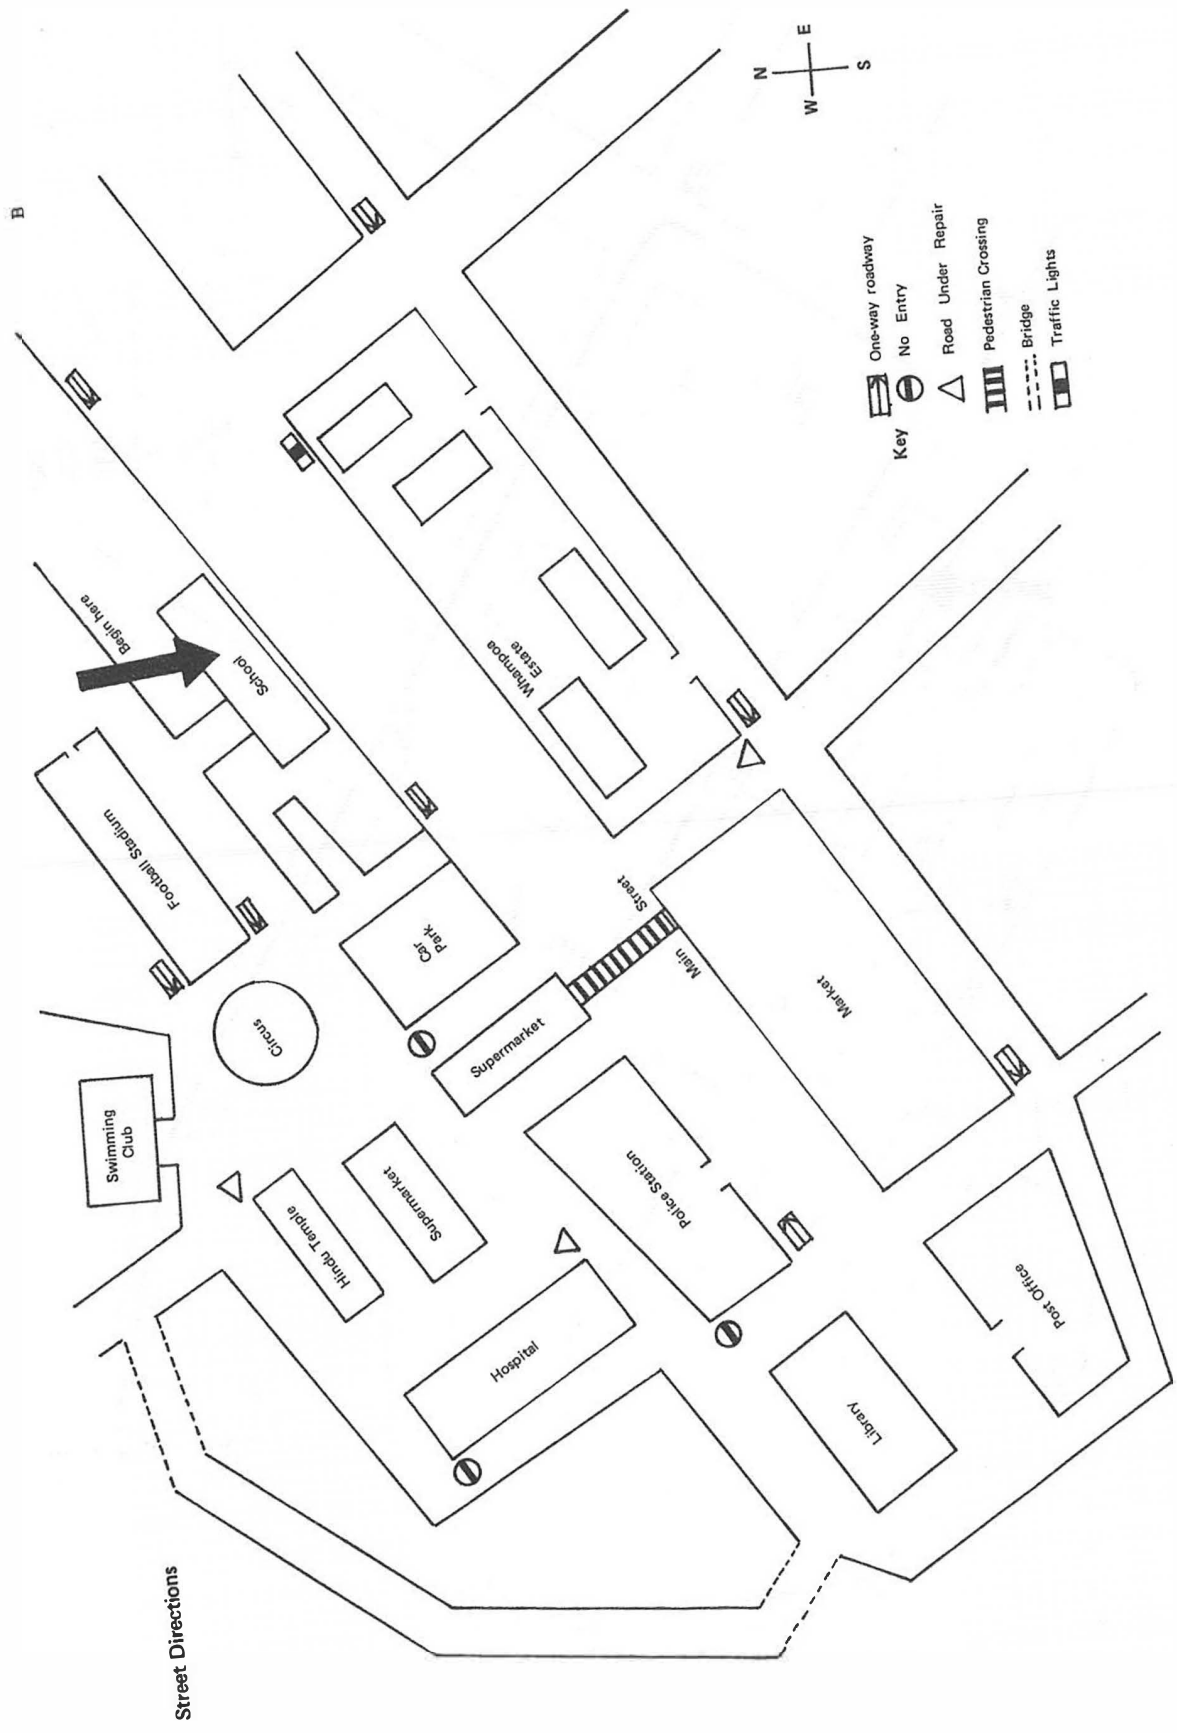 Street Directions
B
Begin here
School
Football Stadium
Swimming
Club
Circus
Car
Park
Supermarket
Hindu Temple
Supermarket
Hospital
Police Station
Library
Post Office
Market
Main
Street
Whampoa
Estate
N
E
S
W
Key
One-way roadway
No Entry
Road Under Repair
Pedestrian Crossing
Bridge
Traffic Lights